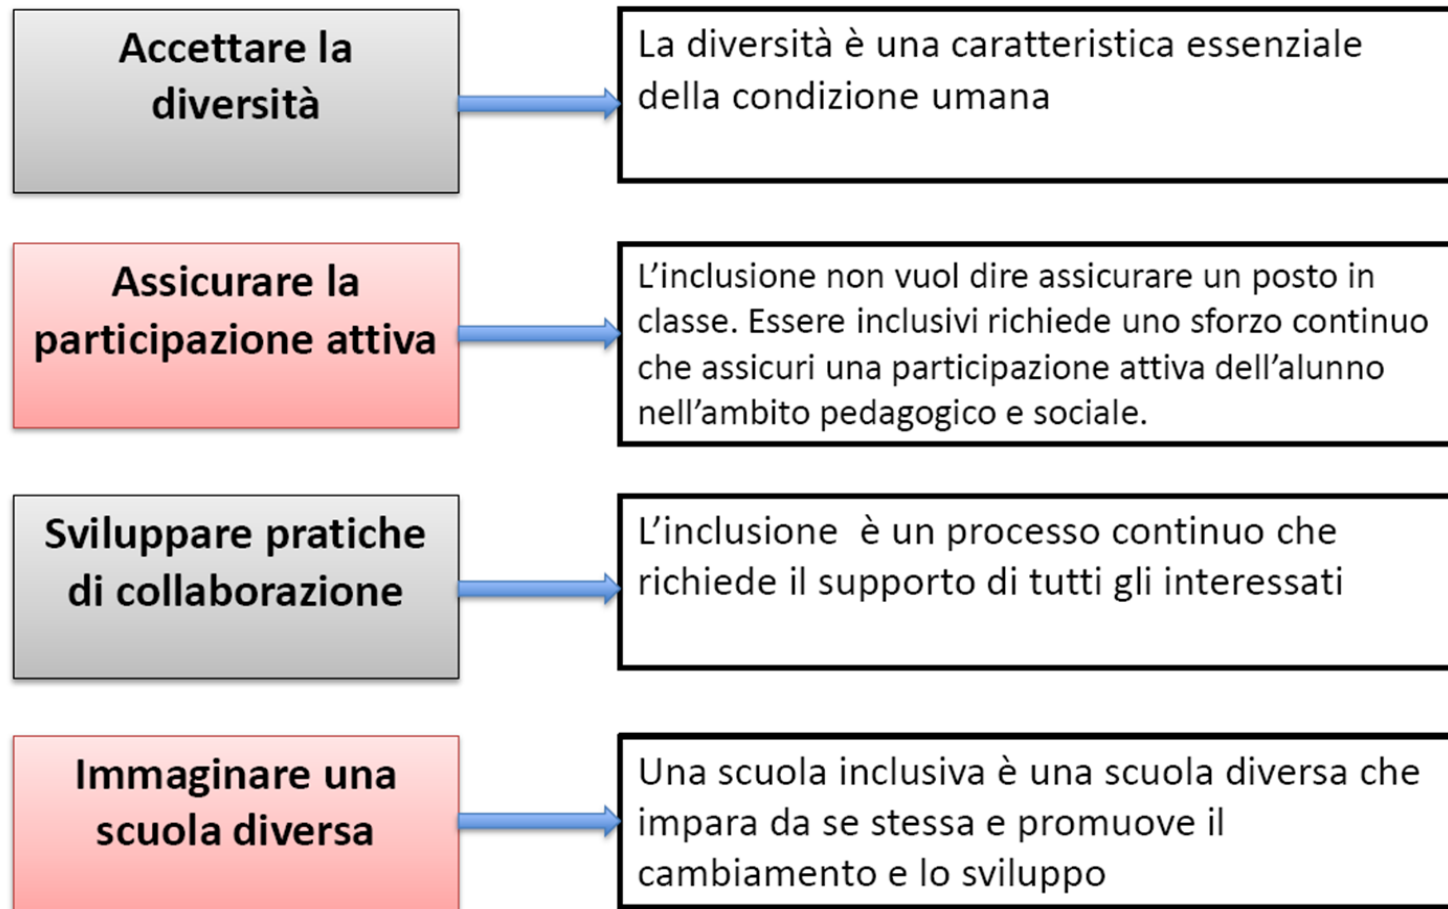 Accettare la
diversità
La diversità è una caratteristica essenziale
della condizione umana
Assicurare la
participazione attiva
L’inclusione non vuol dire assicurare un posto in
classe. Essere inclusivi richiede uno sforzo continuo
che assicuri una participazione attiva dell’alunno
nell’ambito pedagogico e sociale.
Sviluppare pratiche
di collaborazione
L’inclusione  è un processo continuo che
richiede il supporto di tutti gli interessati
Immaginare una
scuola diversa
Una scuola inclusiva è una scuola diversa che
impara da se stessa e promuove il
cambiamento e lo sviluppo